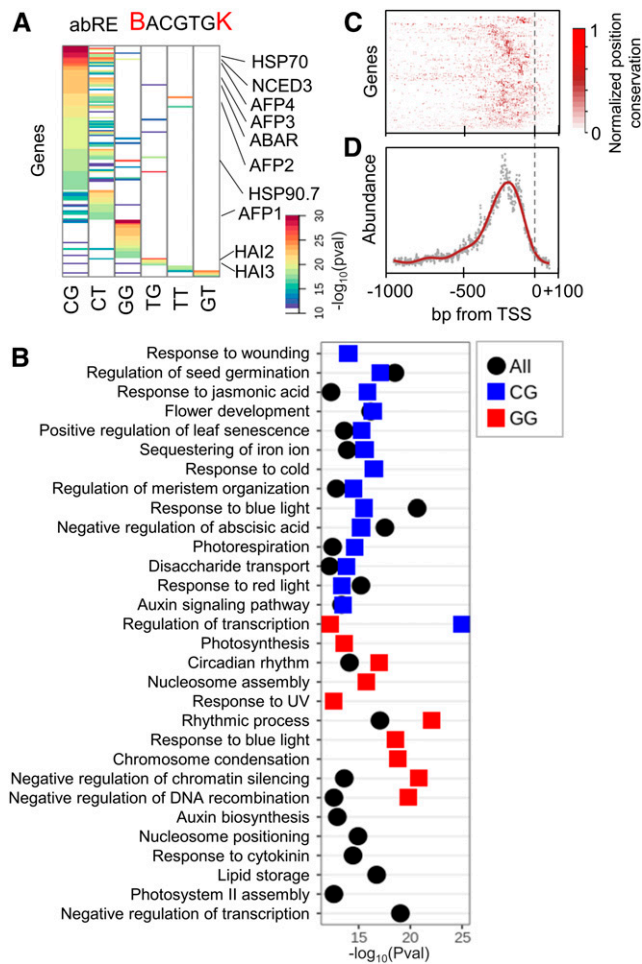 A
abRE BACGTGK
Genes
HSP70
NCED3
AFP4
AFP3
ABAR
AFP2
HSP90.7
AFP1
HAI2
HAI3
CG CT GG TG TT GT
10 15 20 25 30
-log10(pval)
C
Genes
0 0.5 1
Normalized position
conservation
D
Abundance
-1000 -500 0+100
bp from TSS
B
Response to wounding
Regulation of seed germination
Response to jasmonic acid
Flower development
Positive regulation of leaf senescence
Sequestering of iron ion
Response to cold
Regulation of meristem organization
Response to blue light
Negative regulation of abscisic acid
Photorespiration
Disaccharide transport
Response to red light
Auxin signaling pathway
Regulation of transcription
Photosynthesis
Circadian rhythm
Nucleosome assembly
Response to UV
Rhythmic process
Response to blue light
Chromosome condensation
Negative regulation of chromatin silencing
Negative regulation of DNA recombination
Auxin biosynthesis
Nucleosome positioning
Response to cytokinin
Lipid storage
Photosystem II assembly
Negative regulation of transcription
15 20 25
-log10(Pval)
All
CG
GG